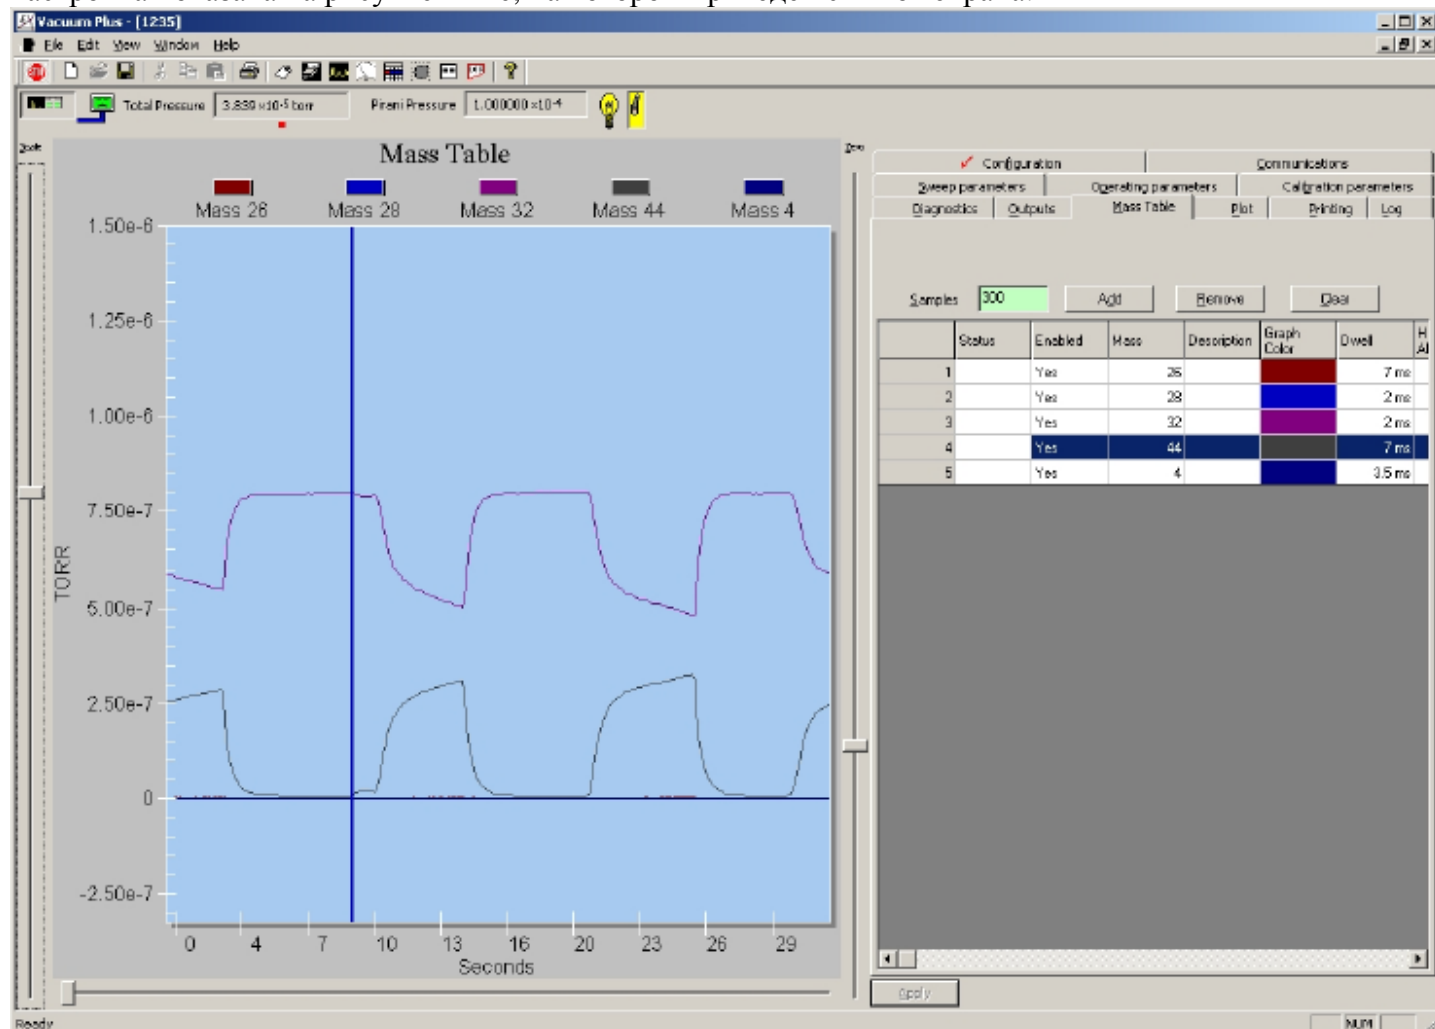 Vacuum Plus - [1235]
File Edit View Window Help
Total Pressure 3.839 ×10-5 torr Pirani Pressure 1.000000 ×10-4
Mass Table
Mass 26 Mass 28 Mass 32 Mass 44 Mass 4
1.50e-6
1.25e-6
1.00e-6
7.50e-7
5.00e-7
2.50e-7
0
-2.50e-7
TORR
0 4 7 10 13 16 20 23 26 29
Seconds
Configuration Communications
Sweep parameters Operating parameters Calibration parameters
Diagnostics Outputs Mass Table Plot Printing Log
Samples 300 Add Remove Clear
Status Enabled Mass Description Graph Color Dwell
1 Yes 26 7 ms
2 Yes 28 2 ms
3 Yes 32 2 ms
4 Yes 44 7 ms
5 Yes 4 3.5 ms
Apply
Ready NUM